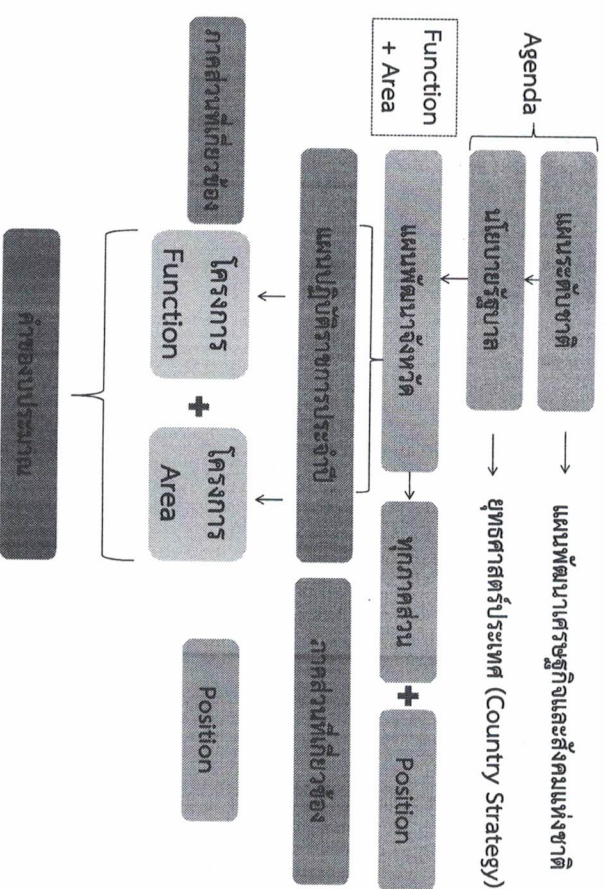 Agenda
แผนระดับชาติ
แผนพัฒนาเศรษฐกิจและสังคมแห่งชาติ
นโยบายรัฐบาล
ยุทธศาสตร์ประเทศ (Country Strategy)
Function
+ Area
แผนพัฒนาจังหวัด
ทุกภาคส่วน
+
Position
แผนปฏิบัติราชการประจำปี
ภาคส่วนที่เกี่ยวข้อง
ภาคส่วนที่เกี่ยวข้อง
โครงการ
Function
+
โครงการ
Area
Position
คำของบประมาณ